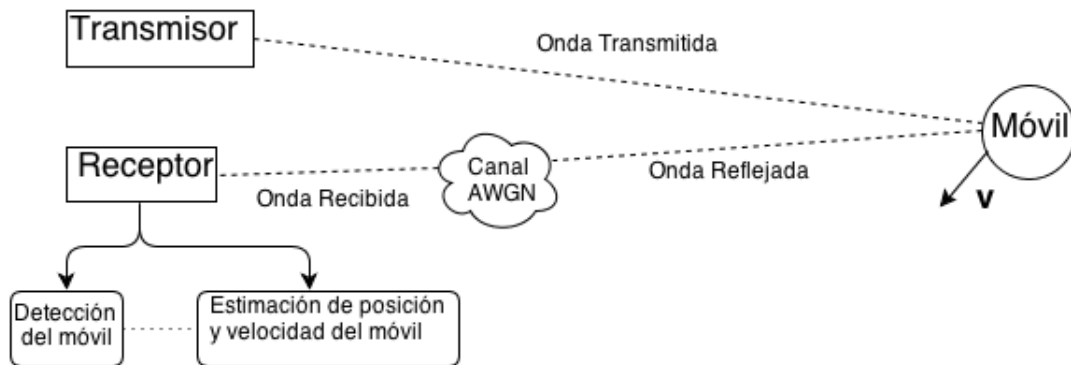 Transmisor
Onda Transmitida
Móvil
Receptor
Canal
AWGN
Onda Reflejada
Onda Recibida
v
Detección
del móvil
Estimación de posición
y velocidad del móvil